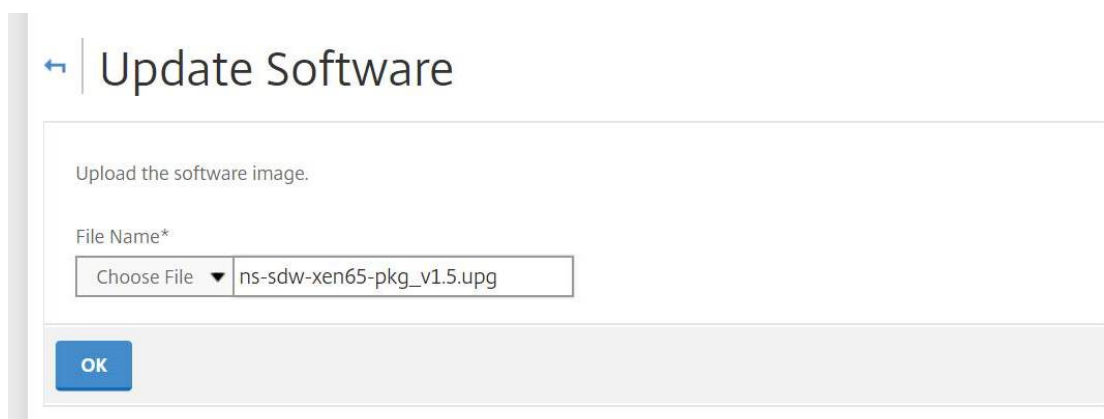 Update Software
Upload the software image.
File Name*
Choose File ns-sdw-xen65-pkg_v1.5.upg
OK